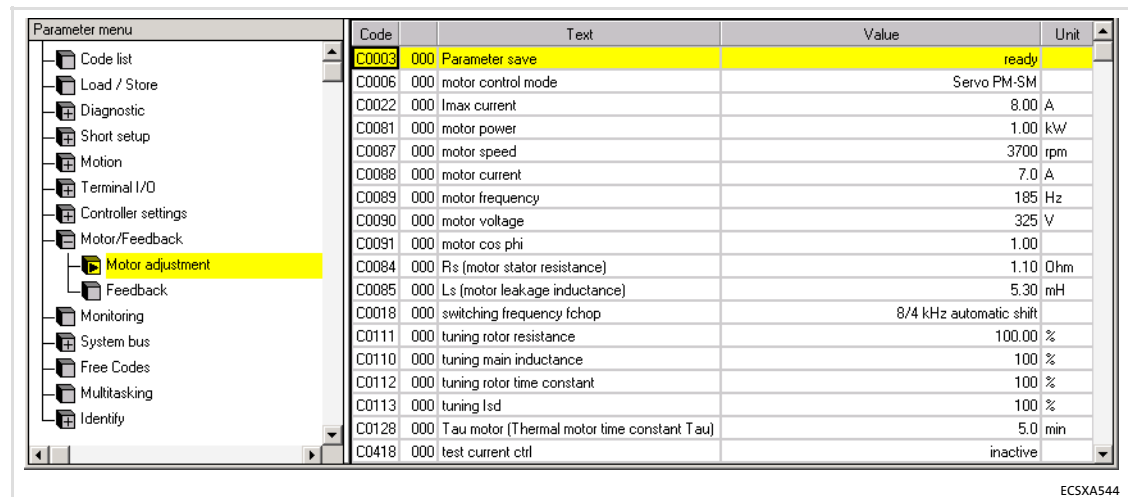 Parameter menu
Code list
Load / Store
Diagnostic
Short setup
Motion
Terminal I/O
Controller settings
Motor/Feedback
Motor adjustment
Feedback
Monitoring
System bus
Free Codes
Multitasking
Identify
Code Text Value Unit
C0003 000 Parameter save ready
C0006 000 motor control mode Servo PM-SM
C0022 000 Imax current 8.00 A
C0081 000 motor power 1.00 kW
C0087 000 motor speed 3700 rpm
C0088 000 motor current 7.0 A
C0089 000 motor frequency 185 Hz
C0090 000 motor voltage 325 V
C0091 000 motor cos phi 1.00
C0084 000 Rs (motor stator resistance) 1.10 Ohm
C0085 000 Ls (motor leakage inductance) 5.30 mH
C0018 000 switching frequency fchop 8/4 kHz automatic shift
C0111 000 tuning rotor resistance 100.00 %
C0110 000 tuning main inductance 100 %
C0112 000 tuning rotor time constant 100 %
C0113 000 tuning Isd 100 %
C0128 000 Tau motor (Thermal motor time constant Tau) 5.0 min
C0418 000 test current ctrl inactive
ECSXA544